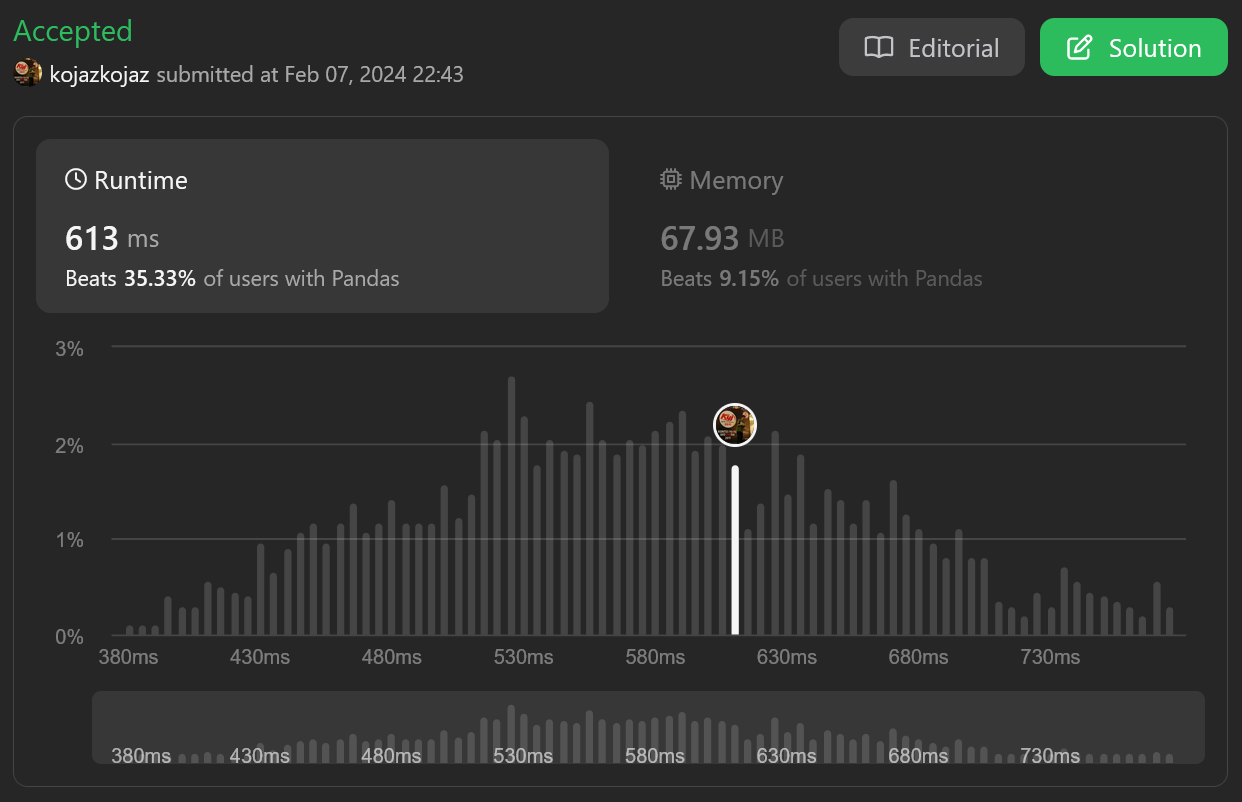 Accepted
Editorial
Solution
kojazkojaz submitted at Feb 07, 2024 22:43
Runtime
613 ms
Beats 35.33% of users with Pandas
Memory
67.93 MB
Beats 9.15% of users with Pandas
3%
2%
1%
0%
380ms 430ms 480ms 530ms 580ms 630ms 680ms 730ms
380ms 430ms 480ms 530ms 580ms 630ms 680ms 730ms